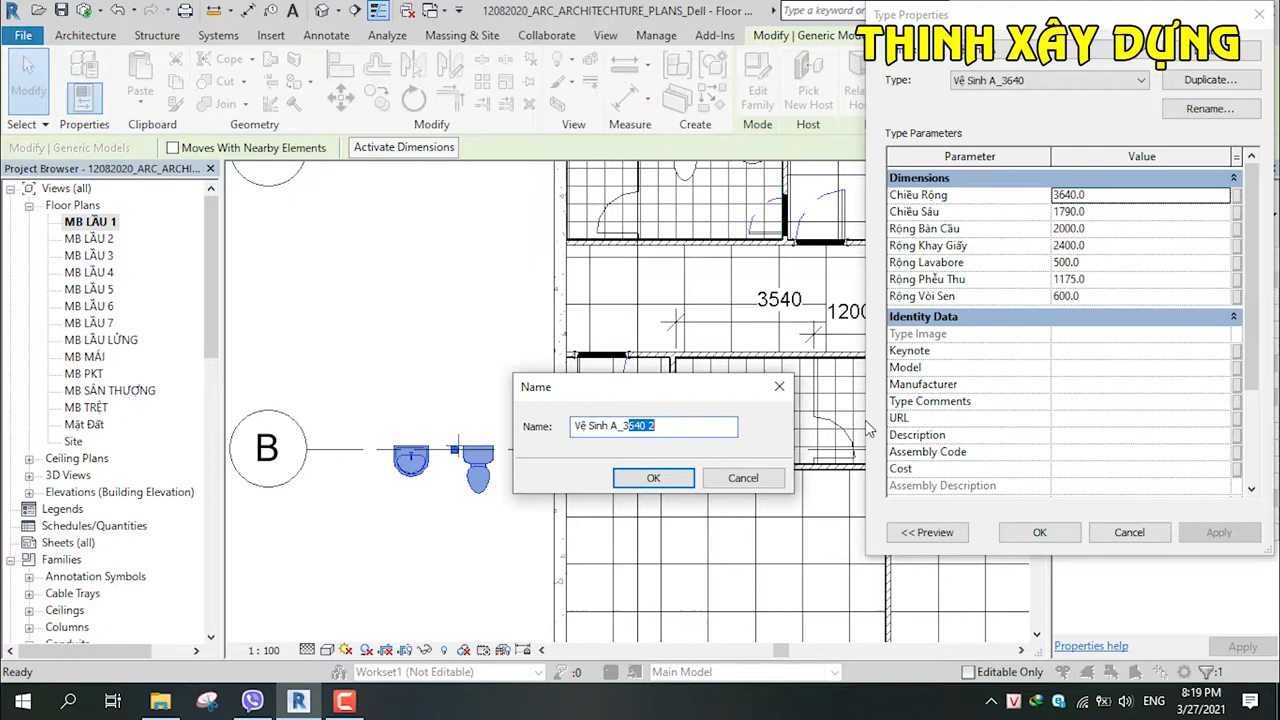 12082020_ARC_ARCHITECHTURE_PLANS_Dell - Floor ...
Type a keyword o
Type Properties
THINH XÂY DỰNG
File
Architecture
Structure
Systems
Insert
Annotate
Analyze
Massing & Site
Collaborate
View
Manage
Add-Ins
Modify | Generic Mode
Modify
Paste
Cope
Cut
Join
Edit
Family
Pick
New Host
Select
Properties
Clipboard
Geometry
Modify
View
Measure
Create
Mode
Host
Type:
Vệ Sinh A_3640
Duplicate...
Rename...
Modify | Generic Models
Moves With Nearby Elements
Activate Dimensions
Type Parameters
Parameter
Value
=
Dimensions
Chiều Rộng
3640.0
Chiều Sâu
1790.0
Rộng Bàn Cầu
2000.0
Rộng Khay Giấy
2400.0
Rộng Lavabore
500.0
Rộng Phễu Thu
1175.0
Rộng Vòi Sen
600.0
Identity Data
Type Image
Keynote
Model
Manufacturer
Type Comments
URL
Description
Assembly Code
Cost
Assembly Description
<< Preview
OK
Cancel
Apply
Project Browser - 12082020_ARC_ARCHI...
Views (all)
Floor Plans
MB LẦU 1
MB LẦU 2
MB LẦU 3
MB LẦU 4
MB LẦU 5
MB LẦU 6
MB LẦU 7
MB LẦU LỬNG
MB MÁI
MB PKT
MB SÂN THƯỢNG
MB TRỆT
Mặt Đất
Site
Ceiling Plans
3D Views
Elevations (Building Elevation)
Legends
Schedules/Quantities
Sheets (all)
Families
Annotation Symbols
Cable Trays
Ceilings
Columns
3540
1200
B
Name
Name:
Vệ Sinh A_3640 2
OK
Cancel
1 : 100
Properties help
Apply
Ready
Workset1 (Not Editable)
:0
Main Model
Editable Only
:1
ENG
8:19 PM
3/27/2021